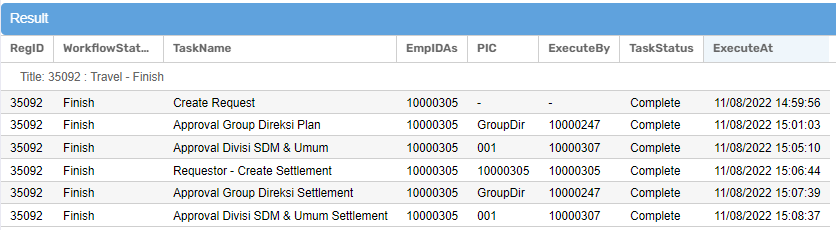 Result
RegID WorkflowStat... TaskName EmpIDAs PIC ExecuteBy TaskStatus ExecuteAt
Title: 35092 : Travel - Finish
35092 Finish Create Request 10000305 - - Complete 11/08/2022 14:59:56
35092 Finish Approval Group Direksi Plan 10000305 GroupDir 10000247 Complete 11/08/2022 15:01:03
35092 Finish Approval Divisi SDM & Umum 10000305 001 10000307 Complete 11/08/2022 15:05:10
35092 Finish Requestor - Create Settlement 10000305 10000305 10000305 Complete 11/08/2022 15:06:44
35092 Finish Approval Group Direksi Settlement 10000305 GroupDir 10000247 Complete 11/08/2022 15:07:39
35092 Finish Approval Divisi SDM & Umum Settlement 10000305 001 10000307 Complete 11/08/2022 15:08:37